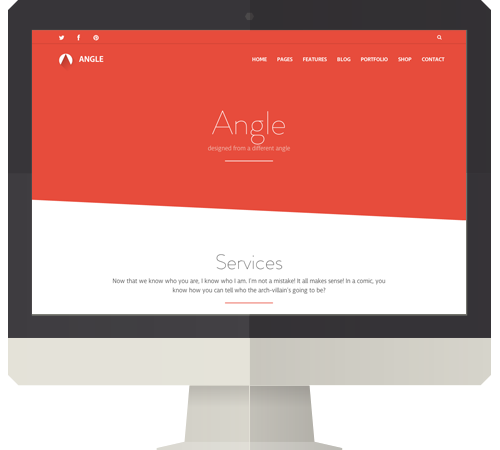 ANGLE
HOME PAGES FEATURES BLOG PORTFOLIO SHOP CONTACT
Angle
designed from a different angle
Services
Now that we know who you are, I know who I am. I'm not a mistake! It all makes sense! In a comic, you
know how you can tell who the arch-villain's going to be?